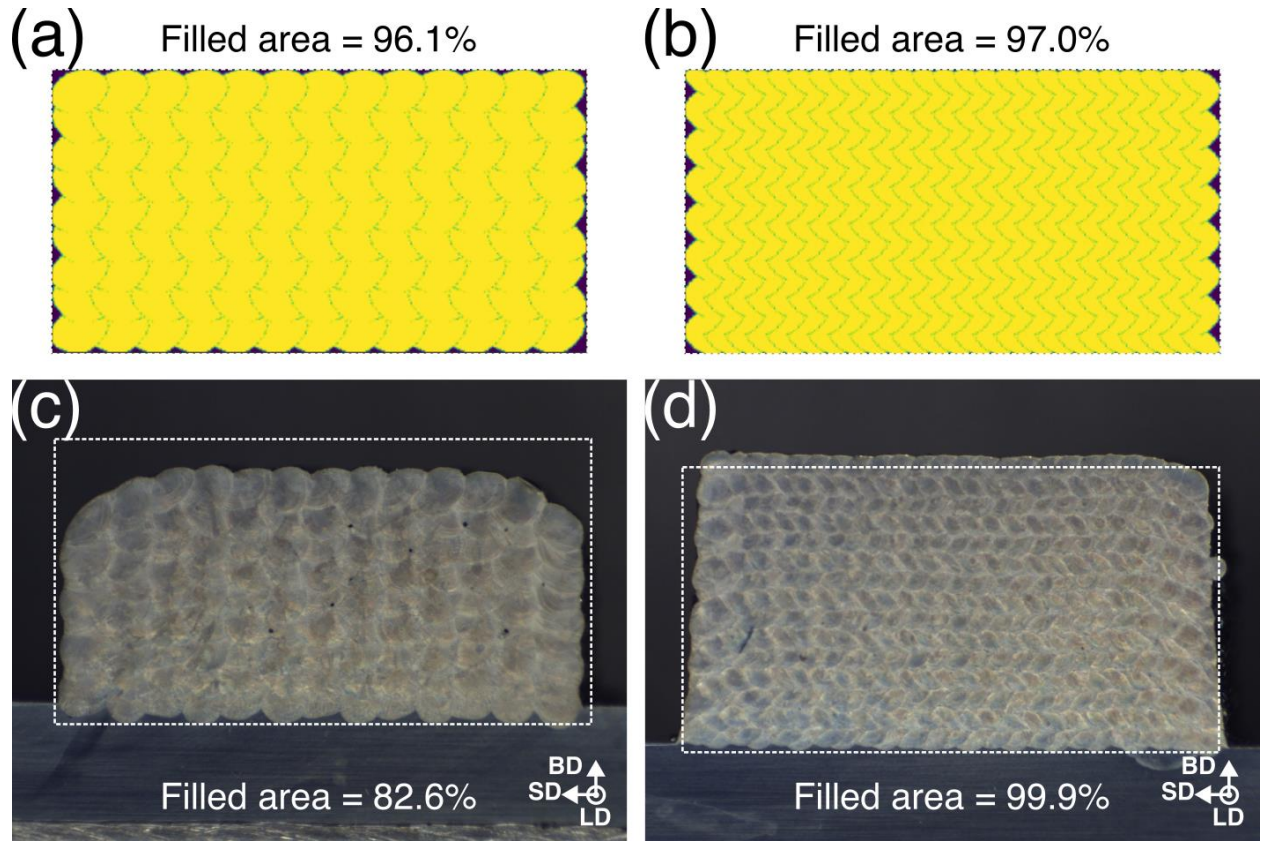 (a)
Filled area = 96.1%
(b)
Filled area = 97.0%
(c)
BD
SD
LD
Filled area = 82.6%
(d)
BD
SD
LD
Filled area = 99.9%